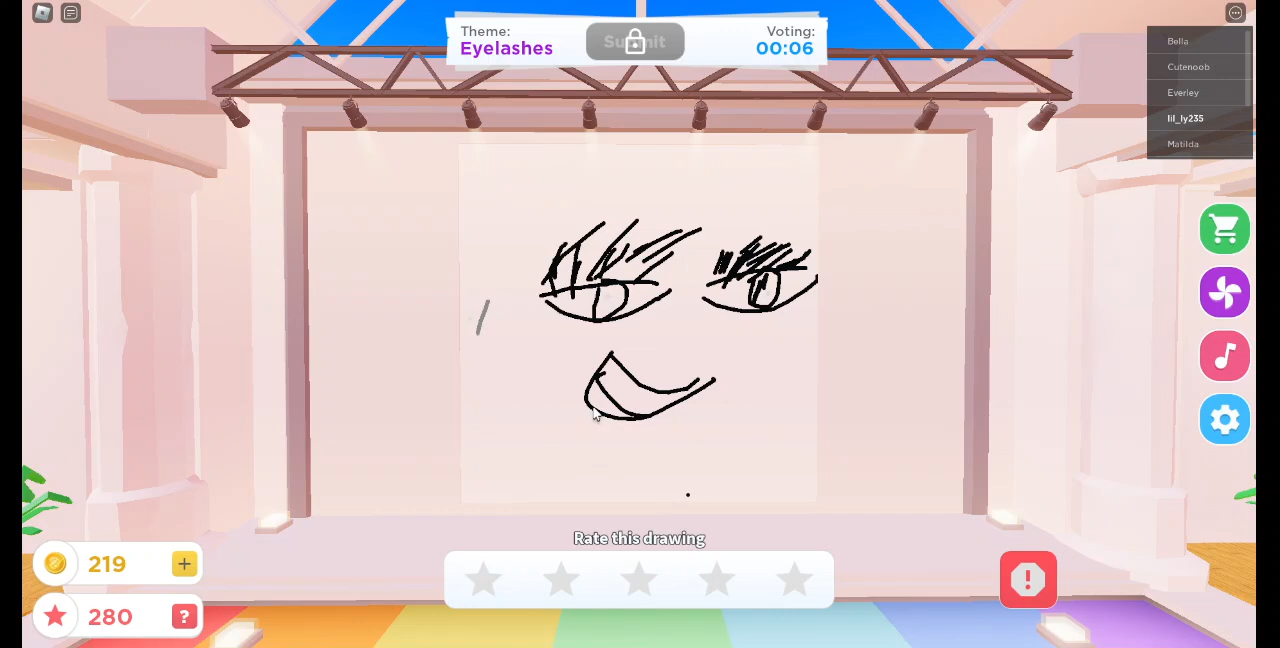 Theme:
Eyelashes
Submit
Voting:
00:06
Bella
Cutenoob
Everley
lil_ly235
Matilda
219
+
280
?
Rate this drawing